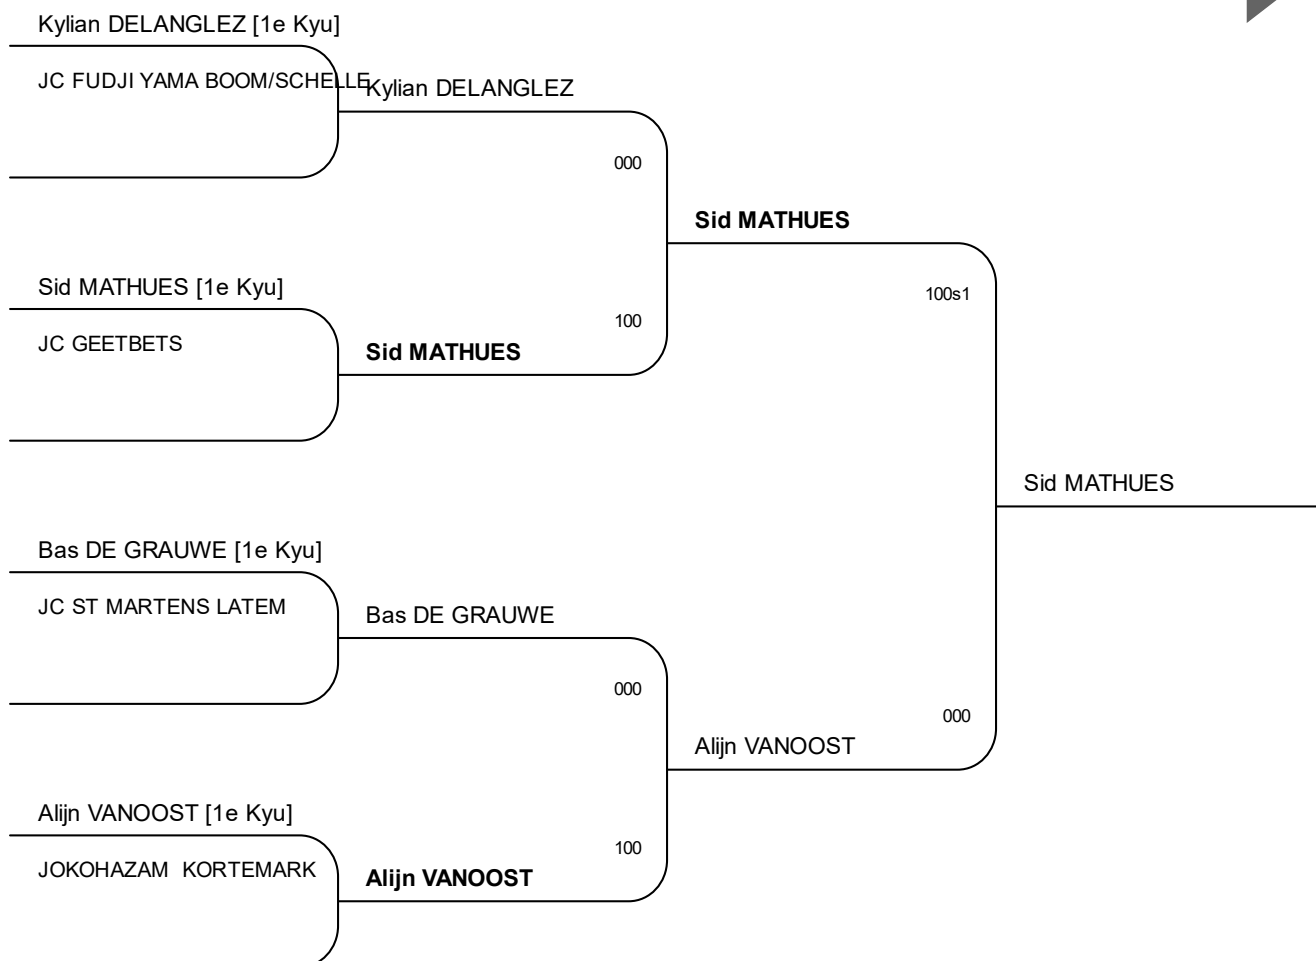 Kylian DELANGLEZ [1e Kyu]
JC FUDJI YAMA BOOM/SCHELLE
Kylian DELANGLEZ
000
Sid MATHUES
Sid MATHUES [1e Kyu]
100s1
100
JC GEETBETS
Sid MATHUES
Sid MATHUES
Bas DE GRAUWE [1e Kyu]
JC ST MARTENS LATEM
Bas DE GRAUWE
000
000
Alijn VANOOST
Alijn VANOOST [1e Kyu]
100
JOKOHAZAM  KORTEMARK
Alijn VANOOST